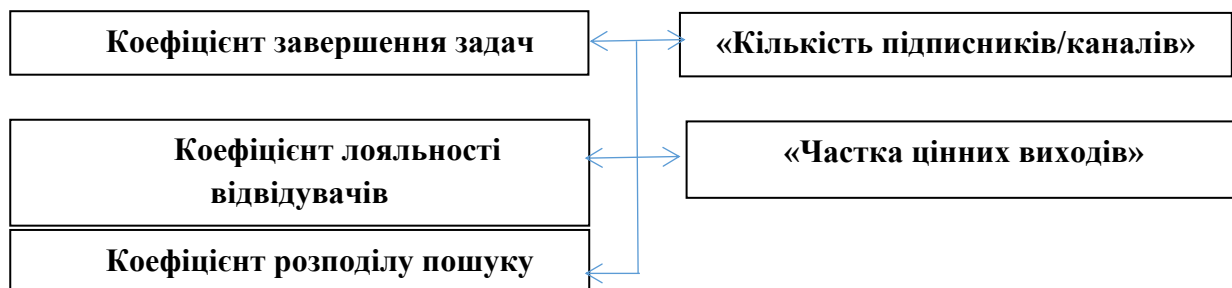 Коефіцієнт завершення задач
«Кількість підписників/каналів»
Коефіцієнт лояльності
відвідувачів
«Частка цінних виходів»
Коефіцієнт розподілу пошуку